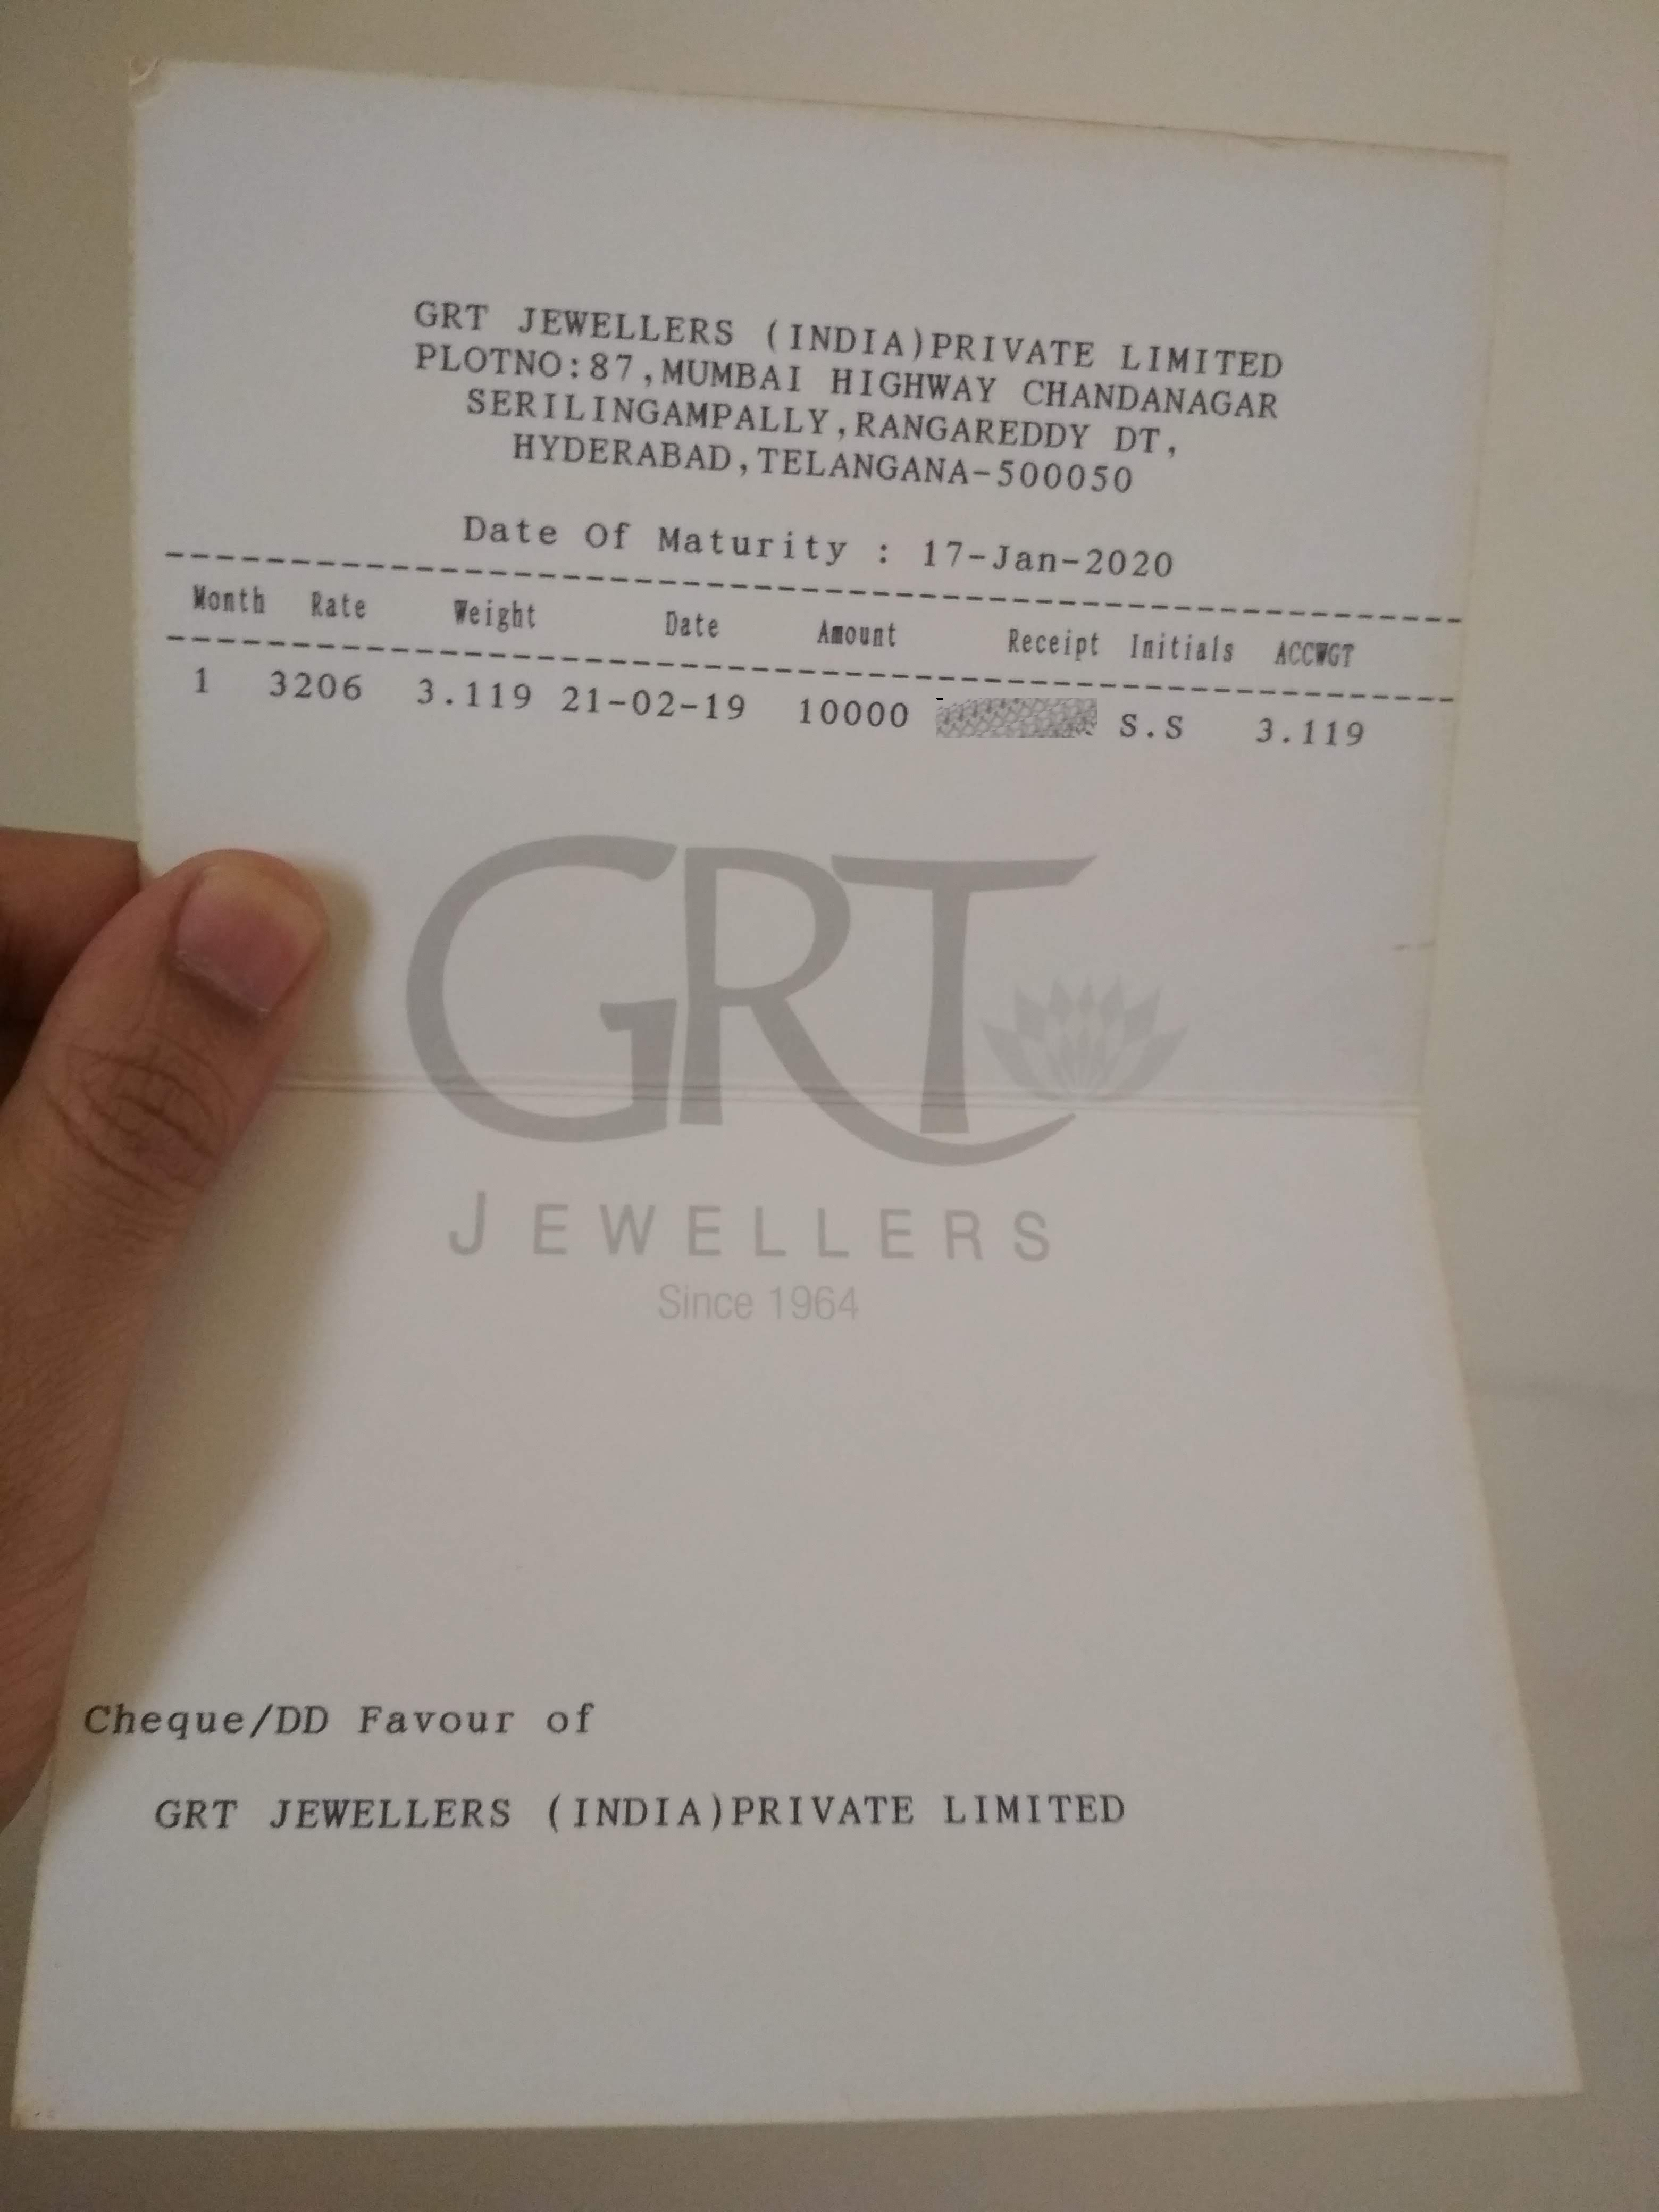 GRT JEWELLERS (INDIA)PRIVATE LIMITED
PLOTNO:87,MUMBAI HIGHWAY CHANDANAGAR
SERILINGAMPALLY,RANGAREDDY DT,
HYDERABAD,TELANGANA-500050
Date Of Maturity : 17-Jan-2020
Month Rate Weight Date Amount Receipt Initials ACCWGT
1 3206 3.119 21-02-19 10000 S.S 3.119
GRT
JEWELLERS
Since 1964
Cheque/DD Favour of
GRT JEWELLERS (INDIA)PRIVATE LIMITED